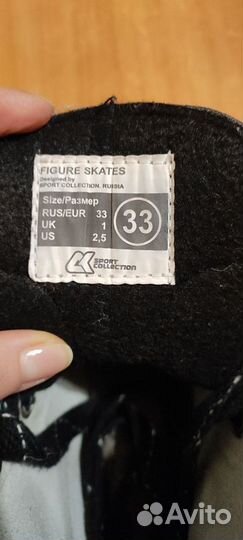 FIGURE SKATES
designed by
SPORT COLLECTION. RUSSIA
Size/Размер
RUS/EUR 33
UK 1
US 2,5
33
CK SPORT
COLLECTION
Avito